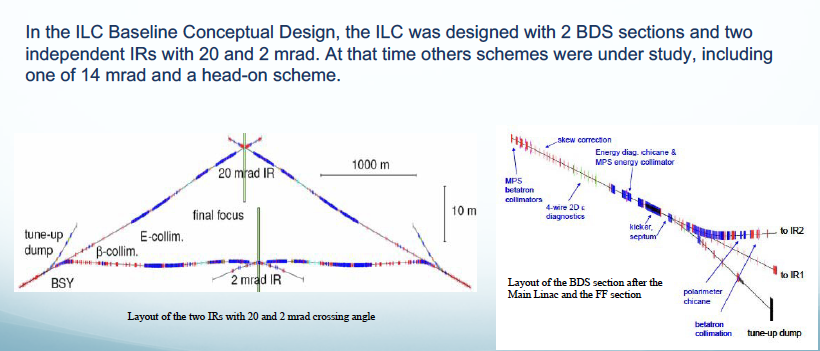 In the ILC Baseline Conceptual Design, the ILC was designed with 2 BDS sections and two
independent IRs with 20 and 2 mrad. At that time others schemes were under study, including
one of 14 mrad and a head-on scheme.
20 mrad IR
1000 m
final focus
10 m
tune-up
dump
E-collim.
β-collim.
BSY
2 mrad IR
Layout of the two IRs with 20 and 2 mrad crossing angle
skew correction
Energy diag. chicane &
MPS energy collimator
MPS
betatron
collimators
4-wire 2D ε
diagnostics
kicker,
septum
to IR2
to IR1
Layout of the BDS section after the
Main Linac and the FF section
polarimeter
chicane
betatron
collimation
tune-up dump